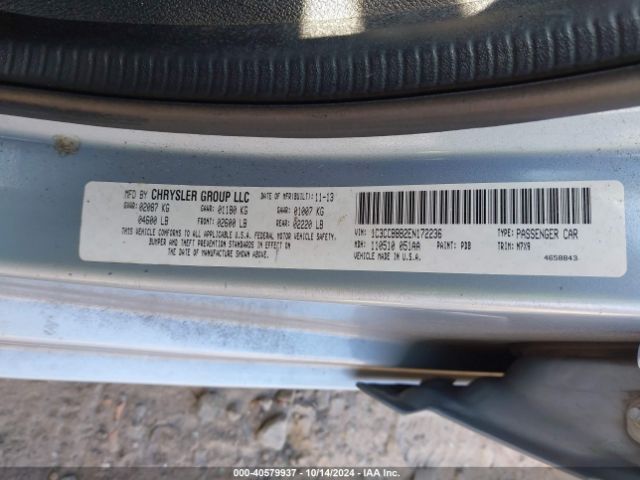 MFD BY CHRYSLER GROUP LLC DATE OF MFR(BUILT): 11-13
GVWR: 02087 KG GAWR: 01180 KG GAWR: 01007 KG
04600 LB FRONT: 02600 LB REAR: 02220 LB
THIS VEHICLE CONFORMS TO ALL APPLICABLE U.S.A. FEDERAL MOTOR VEHICLE SAFETY,
BUMPER AND THEFT PREVENTION STANDARDS IN EFFECT ON
THE DATE OF MANUFACTURE SHOWN ABOVE.
VIN: 1C3CCBBB2EN172236 TYPE: PASSENGER CAR
MDH: 110510 051AA PAINT: PDB TRIM: M7X9
VEHICLE MADE IN U.S.A. 4658843
000-40579937 - 10/14/2024 - IAA Inc.